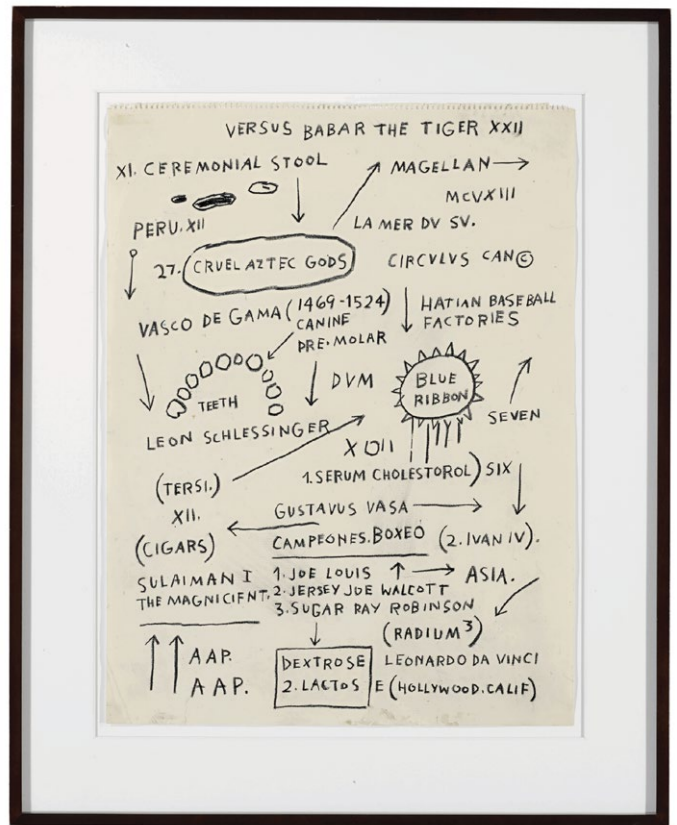 VERSUS BABAR THE TIGER XXII
XI. CEREMONIAL STOOL
MAGELLAN
MCVXIII
PERU. XII
LA MER DV SV.
27. CRUEL AZTEC GODS
CIRCVLVS CAN©
VASCO DE GAMA (1469-1524)
CANINE
PRE. MOLAR
HATIAN BASEBALL
FACTORIES
TEETH
DVM
BLUE
RIBBON
SEVEN
LEON SCHLESSINGER
1. SERUM CHOLESTOROL) SIX
(TERSI.)
XII.
(CIGARS)
GUSTAVUS VASA
CAMPEONES. BOXEO
(2. IVAN IV).
SULAIMAN I
THE MAGNICIENT.
1. JOE LOUIS
2. JERSEY JOE WALCOTT
3. SUGAR RAY ROBINSON
ASIA.
(RADIUM³)
AAP.
AAP.
DEXTROSE
2. LACTOSE
LEONARDO DA VINCI
(HOLLYWOOD. CALIF)